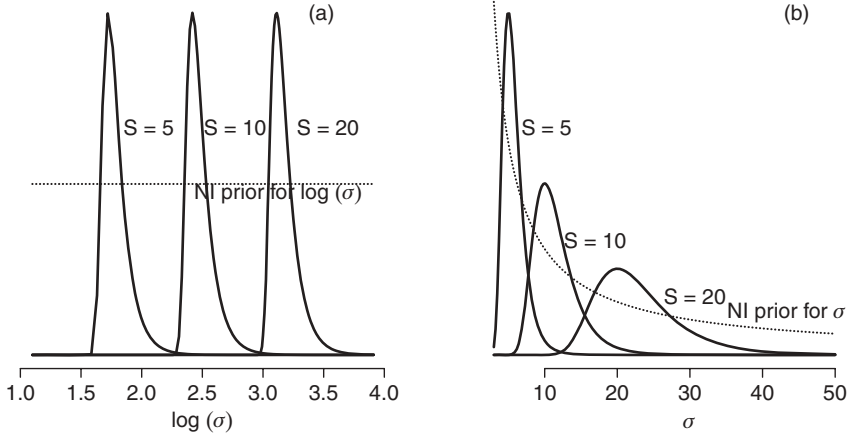 (a)
S = 5
S = 10
S = 20
NI prior for log (σ)
1.0 1.5 2.0 2.5 3.0 3.5 4.0
log (σ)
(b)
S = 5
S = 10
S = 20
NI prior for σ
10 20 30 40 50
σ